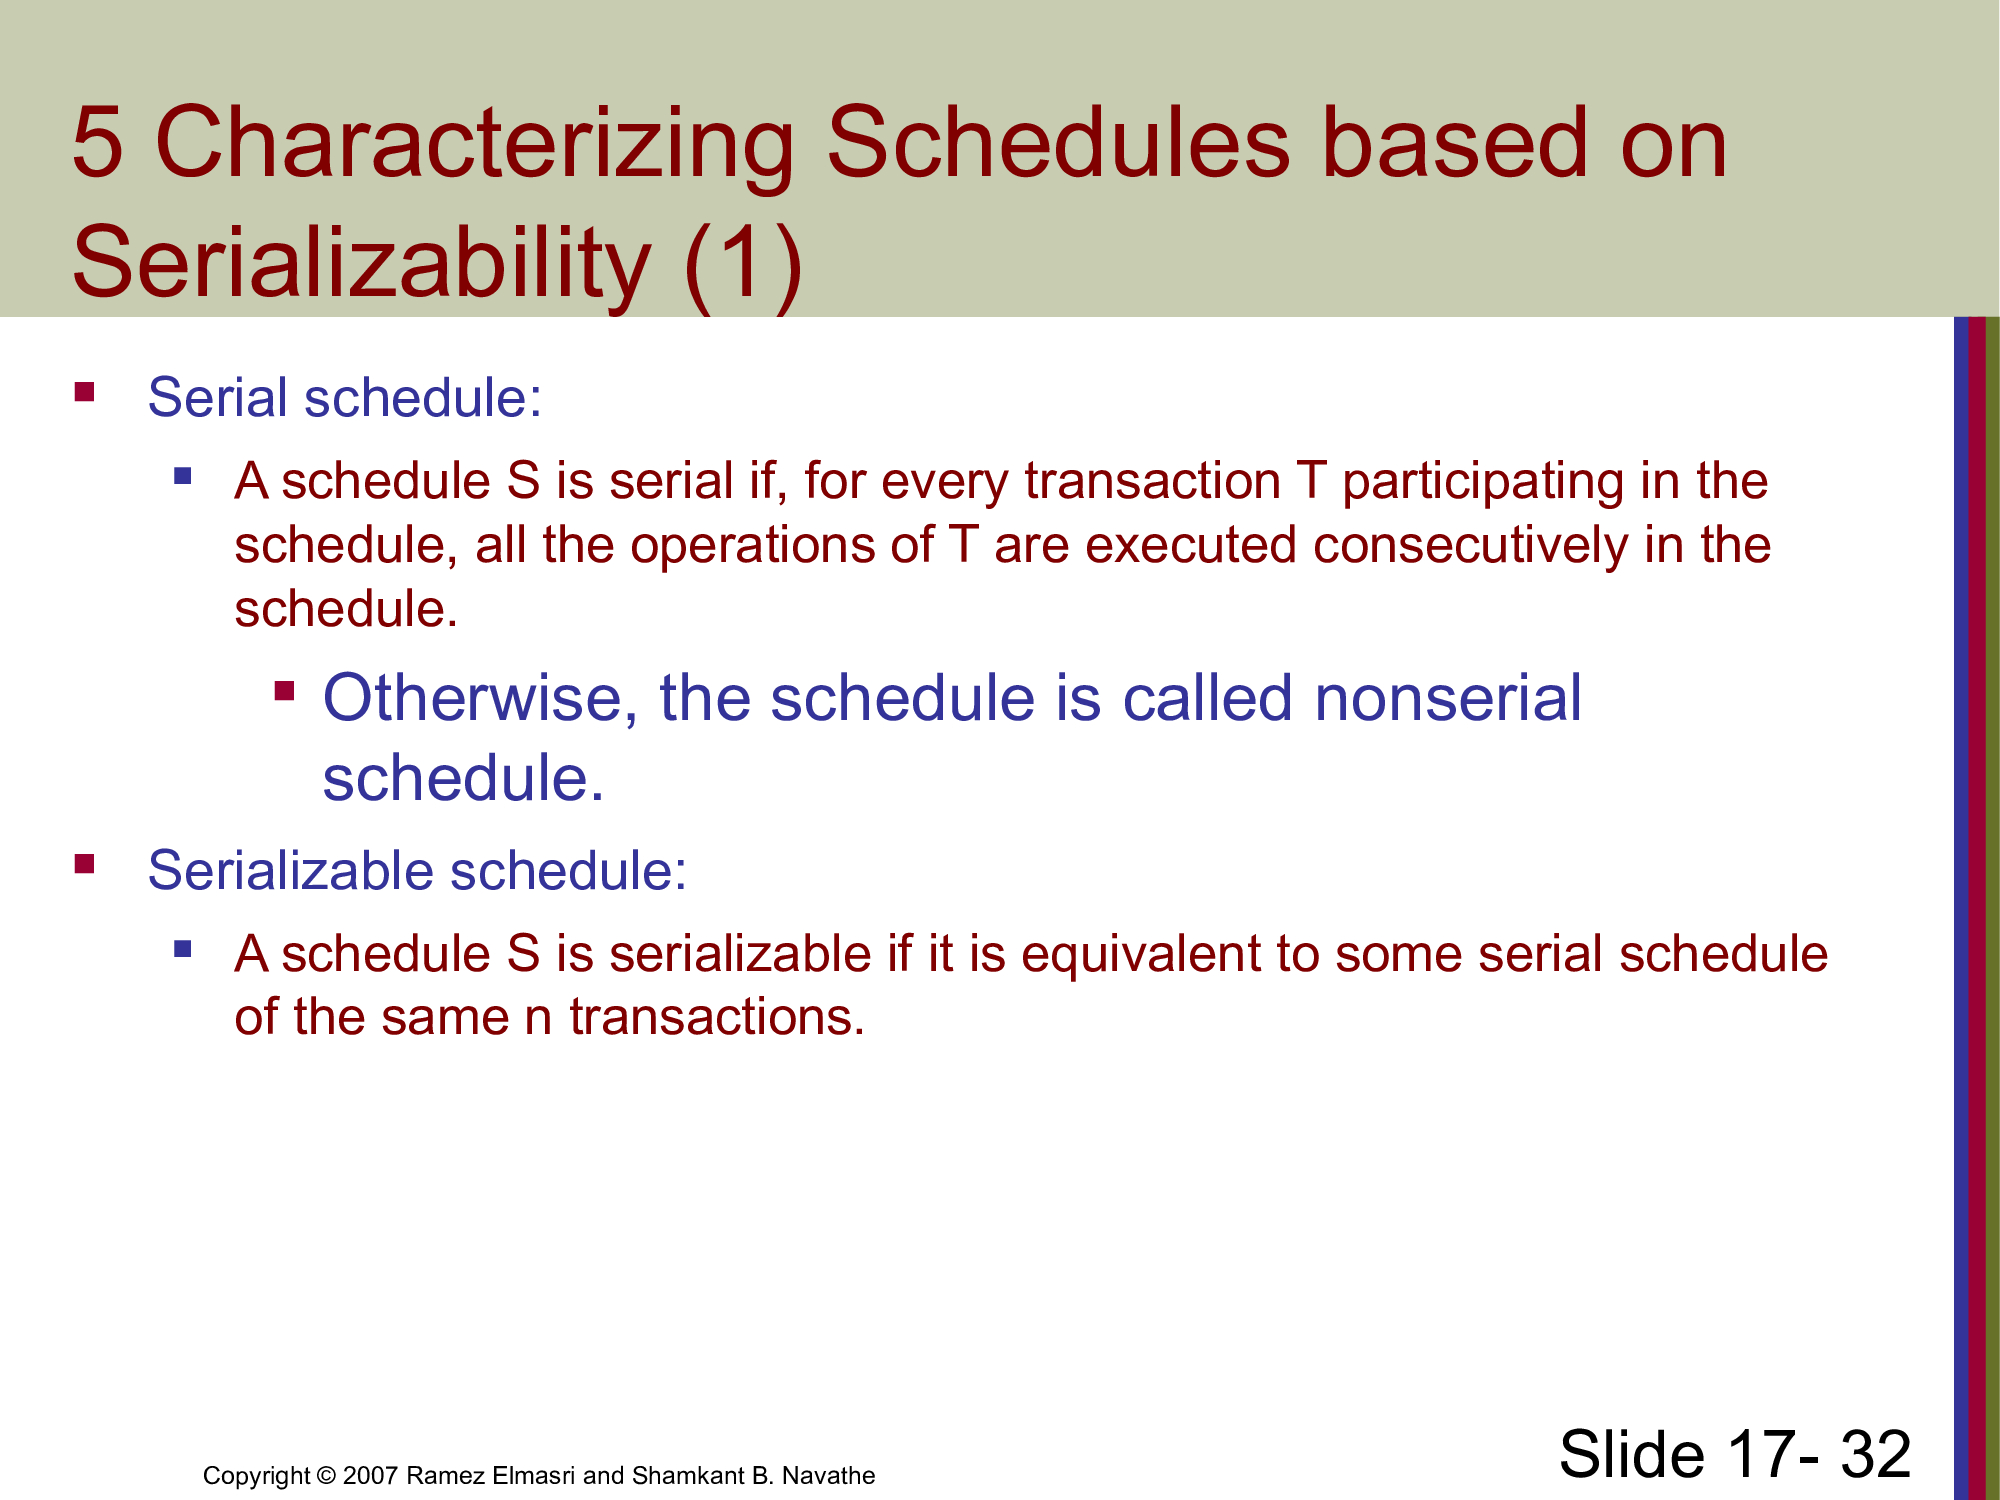 5 Characterizing Schedules based on
Serializability (1)
Serial schedule:
A schedule S is serial if, for every transaction T participating in the
schedule, all the operations of T are executed consecutively in the
schedule.
Otherwise, the schedule is called nonserial
schedule.
Serializable schedule:
A schedule S is serializable if it is equivalent to some serial schedule
of the same n transactions.
Copyright © 2007 Ramez Elmasri and Shamkant B. Navathe
Slide 17- 32